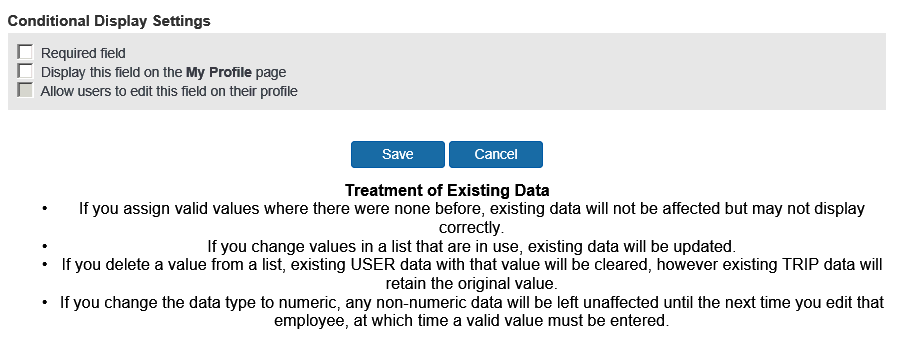 Conditional Display Settings
Required field
Display this field on the My Profile page
Allow users to edit this field on their profile
Save Cancel
Treatment of Existing Data
• If you assign valid values where there were none before, existing data will not be affected but may not display
correctly.
• If you change values in a list that are in use, existing data will be updated.
• If you delete a value from a list, existing USER data with that value will be cleared, however existing TRIP data will
retain the original value.
• If you change the data type to numeric, any non-numeric data will be left unaffected until the next time you edit that
employee, at which time a valid value must be entered.